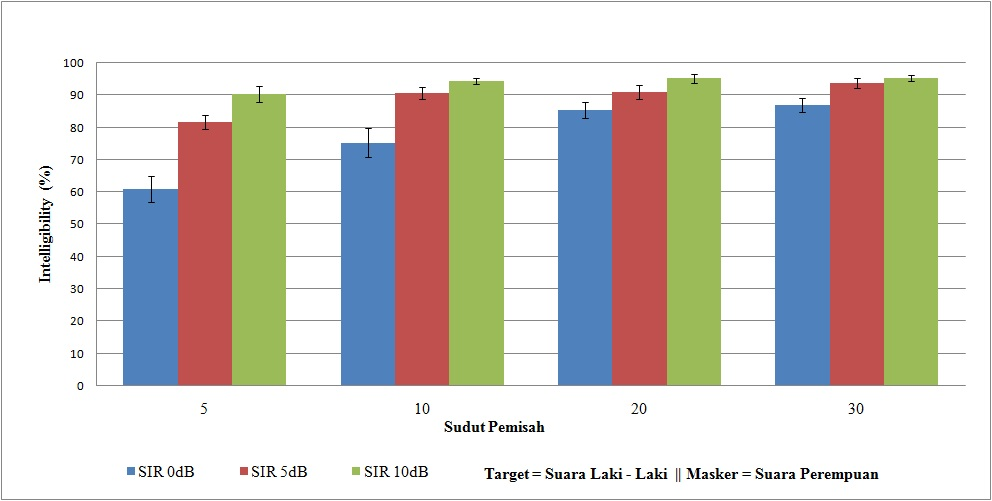 100
90
80
70
60
50
40
30
20
10
0
Intelligibility (%)
5 10 20 30
Sudut Pemisah
SIR 0dB SIR 5dB SIR 10dB Target = Suara Laki - Laki || Masker = Suara Perempuan